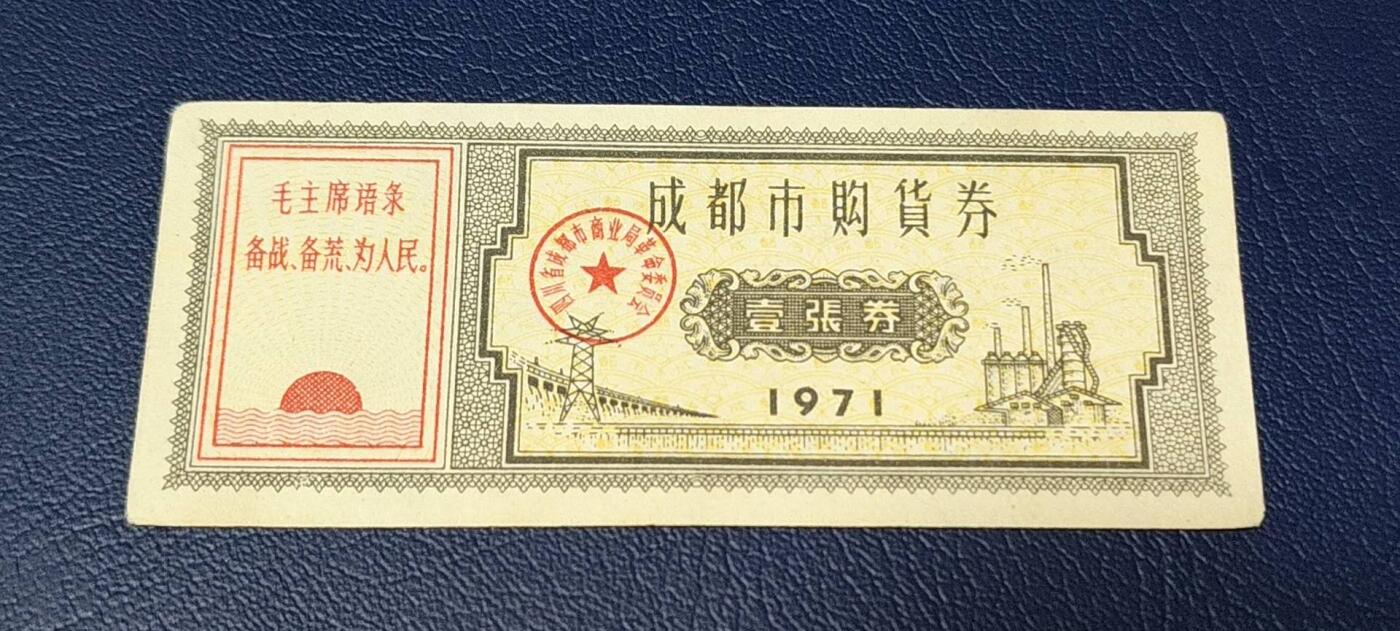 毛主席语录
备战、备荒、为人民。
成都市购貨券
四川省成都市商业局革命委员会
壹張券
1971